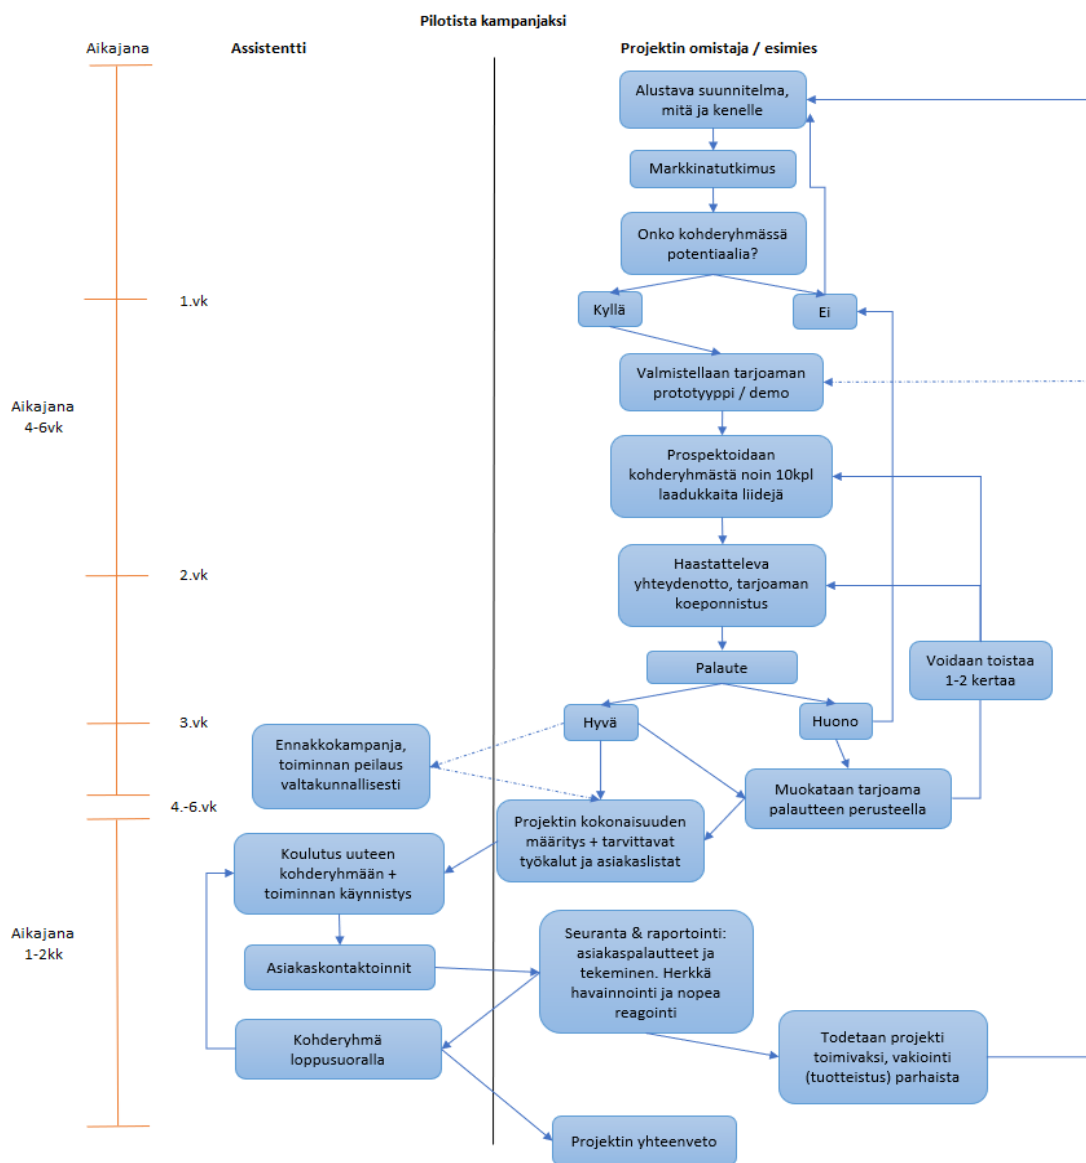 Pilotista kampanjaksi
Aikajana
Assistentti
Projektin omistaja / esimies
Alustava suunnitelma,
mitä ja kenelle
Markkinatutkimus
Onko kohderyhmässä
potentiaalia?
1.vk
Kyllä
Ei
Valmistellaan tarjoaman
prototyyppi / demo
Aikajana
4-6vk
Prospektoidaan
kohderyhmästä noin 10kpl
laadukkaita liidejä
2.vk
Haastatteleva
yhteydenotto, tarjoaman
koeponnistus
Palaute
Voidaan toistaa
1-2 kertaa
3.vk
Hyvä
Huono
Ennakkokampanja,
toiminnan peilaus
valtakunnallisesti
Muokataan tarjoama
palautteen perusteella
4.-6.vk
Projektin kokonaisuuden
määritys + tarvittavat
työkalut ja asiakaslistat
Koulutus uuteen
kohderyhmään +
toiminnan käynnistys
Aikajana
1-2kk
Asiakaskontaktoinnit
Seuranta & raportointi:
asiakaspalautteet ja
tekeminen. Herkkä
havainnointi ja nopea
reagointi
Kohderyhmä
loppusuoralla
Todetaan projekti
toimivaksi, vakiointi
(tuotteistus) parhaista
Projektin yhteenveto